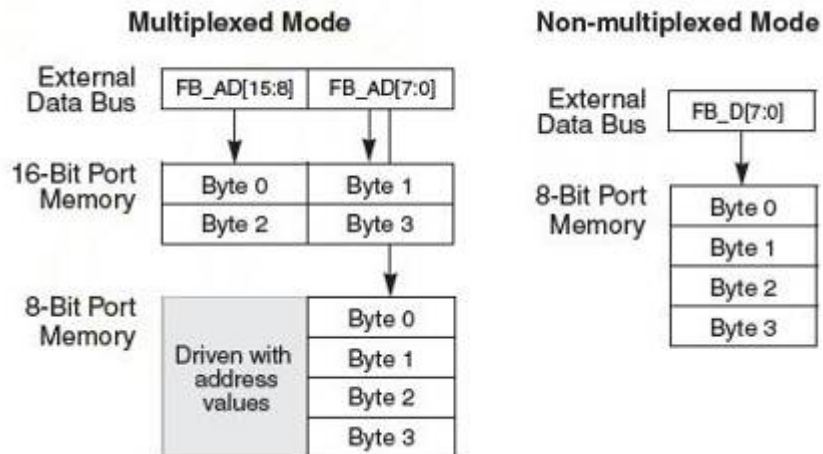 Multiplexed Mode
External
Data Bus
FB_AD[15:8]
FB_AD[7:0]
16-Bit Port
Memory
Byte 0
Byte 1
Byte 2
Byte 3
8-Bit Port
Memory
Driven with
address
values
Byte 0
Byte 1
Byte 2
Byte 3
Non-multiplexed Mode
External
Data Bus
FB_D[7:0]
8-Bit Port
Memory
Byte 0
Byte 1
Byte 2
Byte 3